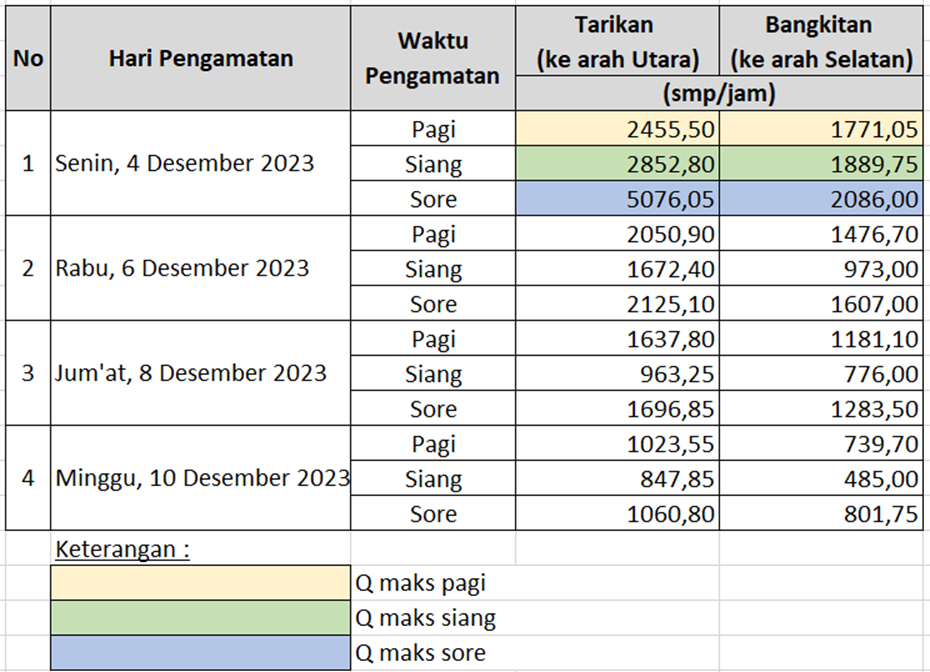 No Hari Pengamatan Waktu Pengamatan Tarikan (ke arah Utara) Bangkitan (ke arah Selatan)
(smp/jam)
1 Senin, 4 Desember 2023 Pagi 2455,50 1771,05
Siang 2852,80 1889,75
Sore 5076,05 2086,00
2 Rabu, 6 Desember 2023 Pagi 2050,90 1476,70
Siang 1672,40 973,00
Sore 2125,10 1607,00
3 Jum'at, 8 Desember 2023 Pagi 1637,80 1181,10
Siang 963,25 776,00
Sore 1696,85 1283,50
4 Minggu, 10 Desember 2023 Pagi 1023,55 739,70
Siang 847,85 485,00
Sore 1060,80 801,75
Keterangan :
Q maks pagi
Q maks siang
Q maks sore